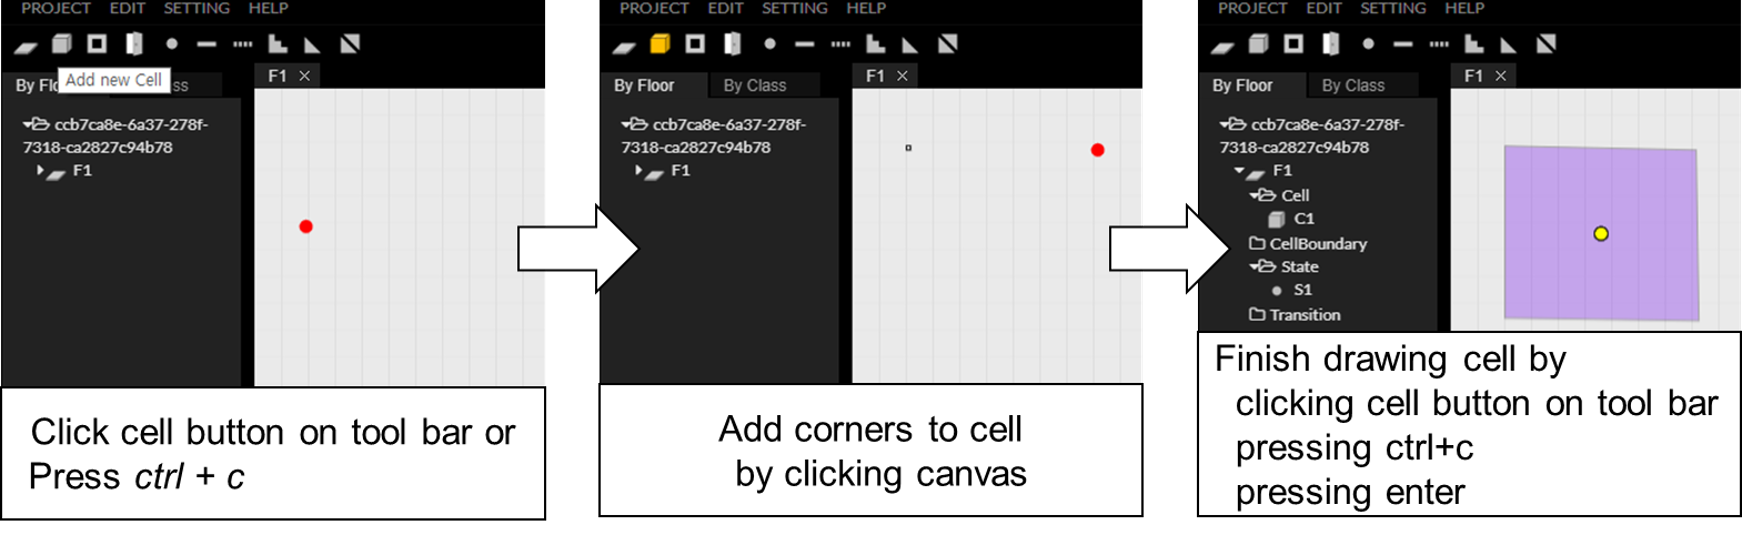 PROJECT EDIT SETTING HELP
Add new Cell
By Flo ss
F1 ×
ccb7ca8e-6a37-278f-
7318-ca2827c94b78
F1
Click cell button on tool bar or
Press ctrl + c
PROJECT EDIT SETTING HELP
By Floor By Class
F1 ×
ccb7ca8e-6a37-278f-
7318-ca2827c94b78
F1
Add corners to cell
by clicking canvas
PROJECT EDIT SETTING HELP
By Floor By Class
F1 ×
ccb7ca8e-6a37-278f-
7318-ca2827c94b78
F1
Cell
C1
CellBoundary
State
S1
Transition
Finish drawing cell by
clicking cell button on tool bar
pressing ctrl+c
pressing enter